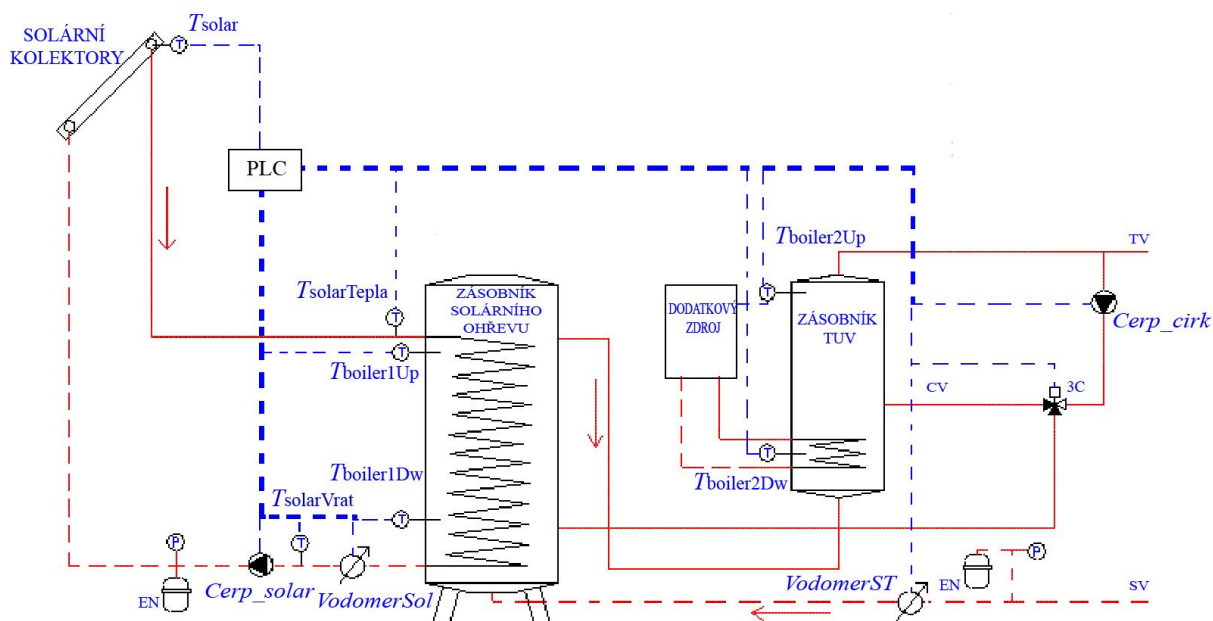 Tsolar
SOLÁRNÍ
KOLEKTORY
T
PLC
Tboiler2Up
TV
TsolarTepla
ZÁSOBNÍK
SOLÁRNÍHO
OHŘEVU
T
DODATKOVÝ
ZDROJ
ZÁSOBNÍK
TUV
Cerp_cirk
T
T
Tboiler1Up
CV
3C
Tboiler1Dw
T
Tboiler2Dw
TsolarVrat
T
P
T
EN
Cerp_solar
VodomerSol
VodomerST
P
EN
SV